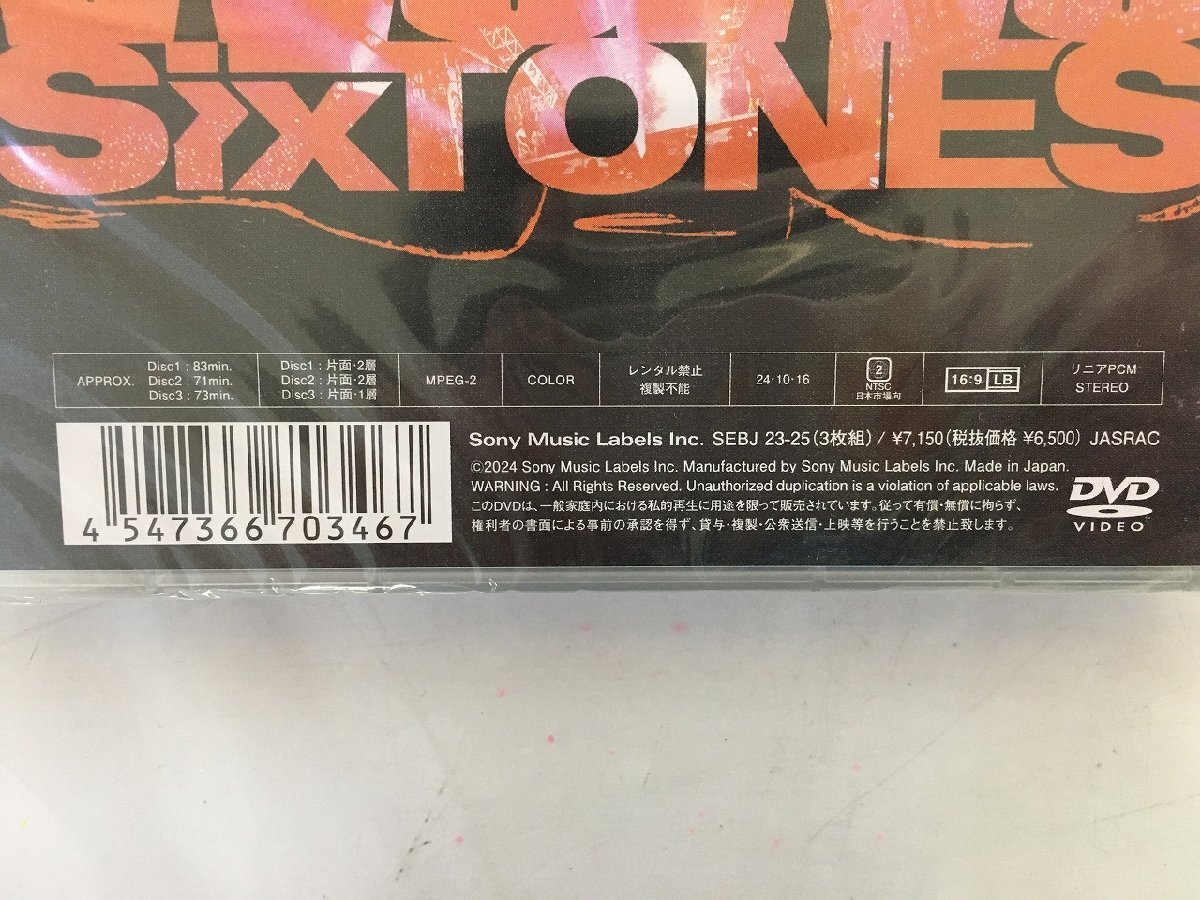 SixTONES
APPROX.
Disc1 : 83min.
Disc2 : 71min.
Disc3 : 73min.
Disc1 : 片面・2層
Disc2 : 片面・2層
Disc3 : 片面・1層
MPEG-2
COLOR
レンタル禁止
複製不能
24・10・16
2
NTSC
日本市場向
16:9 LB
リニアPCM
STEREO
Sony Music Labels Inc. SEBJ 23-25(3枚組) / ¥7,150(税抜価格 ¥6,500) JASRAC
©2024 Sony Music Labels Inc. Manufactured by Sony Music Labels Inc. Made in Japan.
WARNING : All Rights Reserved. Unauthorized duplication is a violation of applicable laws.
このDVDは、一般家庭内における私的再生に用途を限って販売されています。従って有償・無償に拘らず、
権利者の書面による事前の承認を得ず、貸与・複製・公衆送信・上映等を行うことを禁止致します。
DVD
VIDEO
4 547366 703467